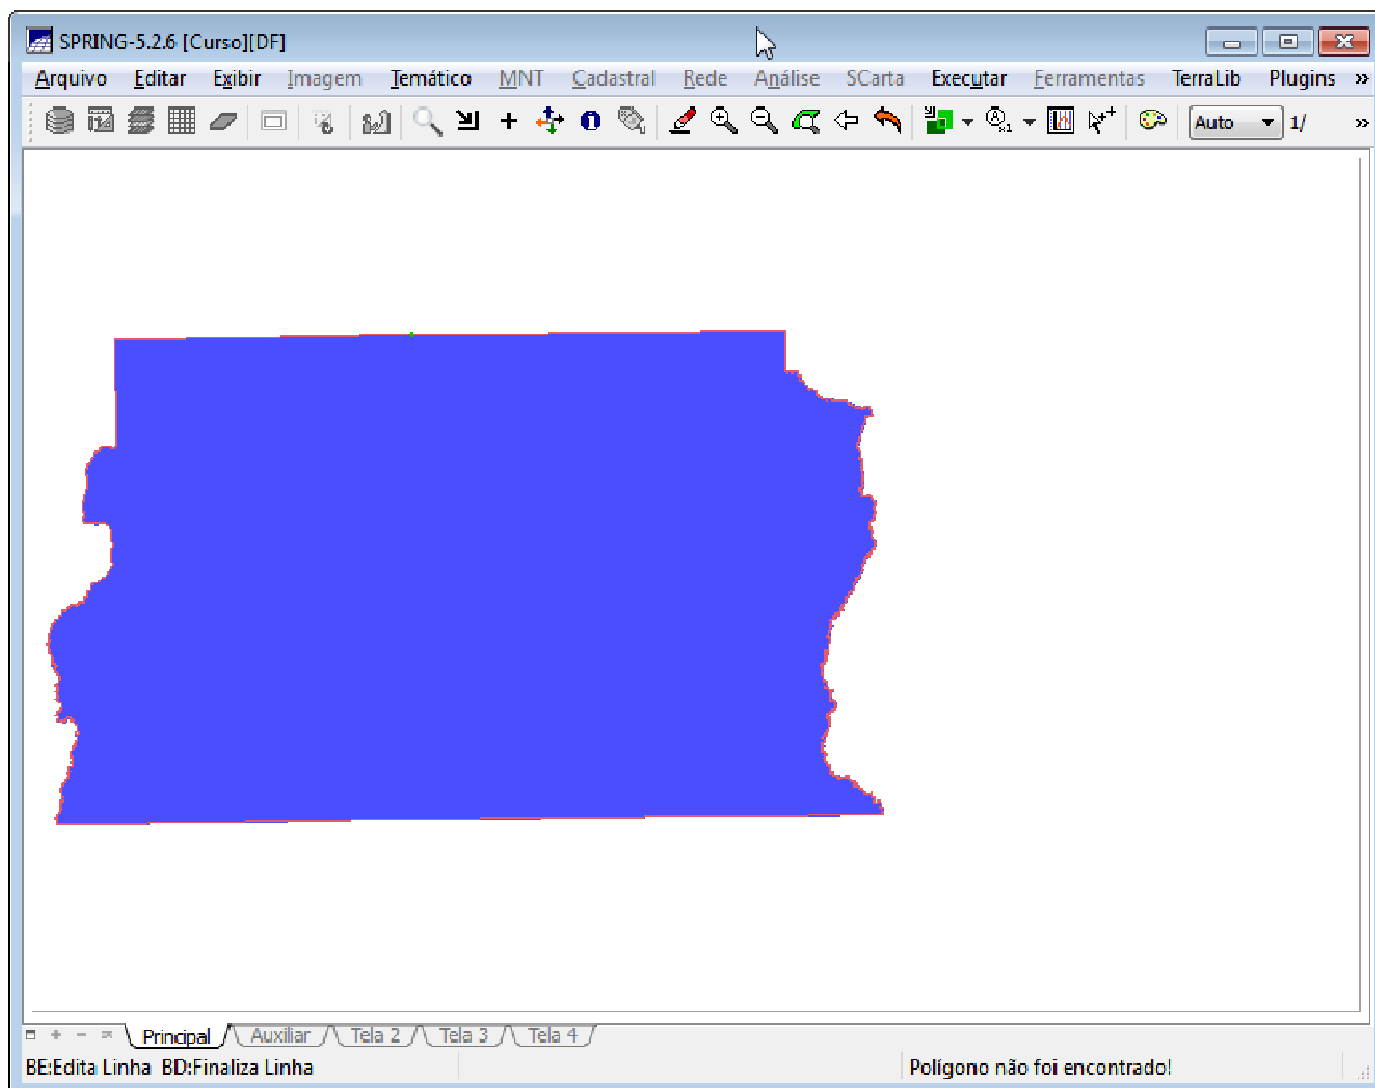 SPRING-5.2.6 [Curso][DF]
Arquivo Editar Exibir Imagem Temático MNT Cadastral Rede Análise SCarta Executar Ferramentas TerraLib Plugins »
Auto 1/ »
Principal Auxiliar Tela 2 Tela 3 Tela 4
BE:Edita Linha BD:Finaliza Linha Polígono não foi encontrado!